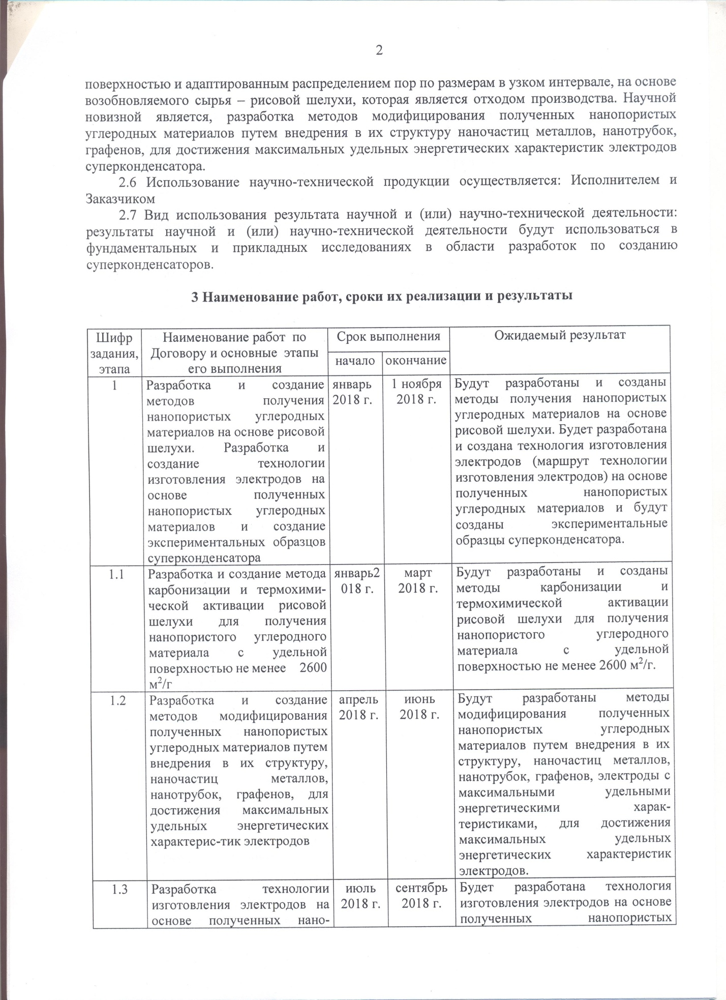 2
поверхностью и адаптированным распределением пор по размерам в узком интервале, на основе
возобновляемого сырья – рисовой шелухи, которая является отходом производства. Научной
новизной является, разработка методов модифицирования полученных нанопористых
углеродных материалов путем внедрения в их структуру наночастиц металлов, нанотрубок,
графенов, для достижения максимальных удельных энергетических характеристик электродов
суперконденсатора.
2.6 Использование научно-технической продукции осуществляется: Исполнителем и
Заказчиком
2.7 Вид использования результата научной и (или) научно-технической деятельности:
результаты научной и (или) научно-технической деятельности будут использоваться в
фундаментальных и прикладных исследованиях в области разработок по созданию
суперконденсаторов.
3 Наименование работ, сроки их реализации и результаты
Шифр
задания,
этапа
Наименование работ по
Договору и основные этапы
его выполнения
Срок выполнения
начало
окончание
Ожидаемый результат
1
Разработка и создание
методов получения
нанопористых углеродных
материалов на основе рисовой
шелухи. Разработка и
создание технологии
изготовления электродов на
основе полученных
нанопористых углеродных
материалов и создание
экспериментальных образцов
суперконденсатора
январь
2018 г.
1 ноября
2018 г.
Будут разработаны и созданы
методы получения нанопористых
углеродных материалов на основе
рисовой шелухи. Будет разработана
и создана технология изготовления
электродов (маршрут технологии
изготовления электродов) на основе
полученных нанопористых
углеродных материалов и будут
созданы экспериментальные
образцы суперконденсатора.
1.1
Разработка и создание метода
карбонизации и термохими-
ческой активации рисовой
шелухи для получения
нанопористого углеродного
материала с удельной
поверхностью не менее 2600
м²/г
январь2
018 г.
март
2018 г.
Будут разработаны и созданы
методы карбонизации и
термохимической активации
рисовой шелухи для получения
нанопористого углеродного
материала с удельной
поверхностью не менее 2600 м²/г.
1.2
Разработка и создание
методов модифицирования
полученных нанопористых
углеродных материалов путем
внедрения в их структуру,
наночастиц металлов,
нанотрубок, графенов, для
достижения максимальных
удельных энергетических
характерис-тик электродов
апрель
2018 г.
июнь
2018 г.
Будут разработаны методы
модифицирования полученных
нанопористых углеродных
материалов путем внедрения в их
структуру, наночастиц металлов,
нанотрубок, графенов, электроды с
максимальными удельными
энергетическими харак-
теристиками, для достижения
максимальных удельных
энергетических характеристик
электродов.
1.3
Разработка технологии
изготовления электродов на
основе полученных нано-
июль
2018 г.
сентябрь
2018 г.
Будет разработана технология
изготовления электродов на основе
полученных нанопористых